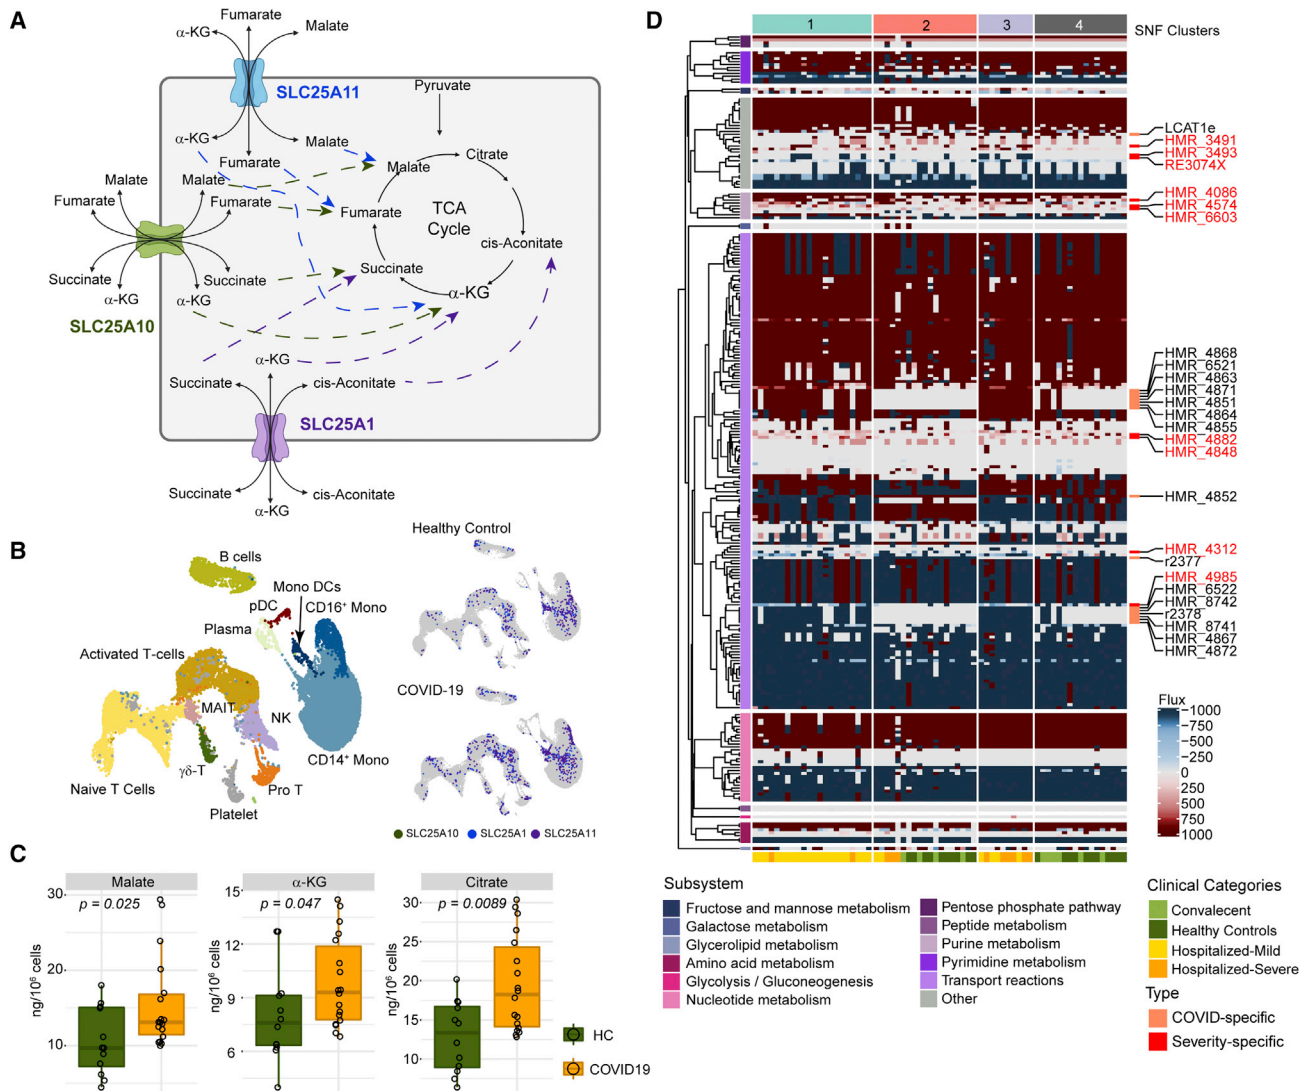 A
Fumarate
α-KG
Malate
SLC25A11
α-KG
Malate
Fumarate
Pyruvate
Malate
Citrate
Malate
Malate
Fumarate
Fumarate
Fumarate
TCA
Cycle
cis-Aconitate
Succinate
α-KG
α-KG
Succinate
Succinate
α-KG
SLC25A10
α-KG
Succinate
cis-Aconitate
SLC25A1
Succinate
cis-Aconitate
α-KG
B
B cells
Mono DCs
pDC
CD16⁺ Mono
Plasma
Activated T-cells
MAIT
NK
γδ-T
CD14⁺ Mono
Naive T Cells
Pro T
Platelet
Healthy Control
COVID-19
SLC25A10
SLC25A1
SLC25A11
C
Malate
p = 0.025
30
20
10
ng/10⁶ cells
α-KG
p = 0.047
15
12
9
6
ng/10⁶ cells
Citrate
p = 0.0089
30
25
20
15
10
ng/10⁶ cells
HC
COVID19
D
1
2
3
4
SNF Clusters
LCAT1e
HMR_3491
HMR_3493
RE3074X
HMR_4086
HMR_4574
HMR_6603
HMR_4868
HMR_6521
HMR_4863
HMR_4871
HMR_4851
HMR_4864
HMR_4855
HMR_4882
HMR_4848
HMR_4852
HMR_4312
r2377
HMR_4985
HMR_6522
HMR_8742
r2378
HMR_8741
HMR_4867
HMR_4872
Flux
−1000
−750
−500
−250
0
250
500
750
1000
Subsystem
Fructose and mannose metabolism
Galactose metabolism
Glycerolipid metabolism
Amino acid metabolism
Glycolysis / Gluconeogenesis
Nucleotide metabolism
Pentose phosphate pathway
Peptide metabolism
Purine metabolism
Pyrimidine metabolism
Transport reactions
Other
Clinical Categories
Convalecent
Healthy Controls
Hospitalized-Mild
Hospitalized-Severe
Type
COVID-specific
Severity-specific